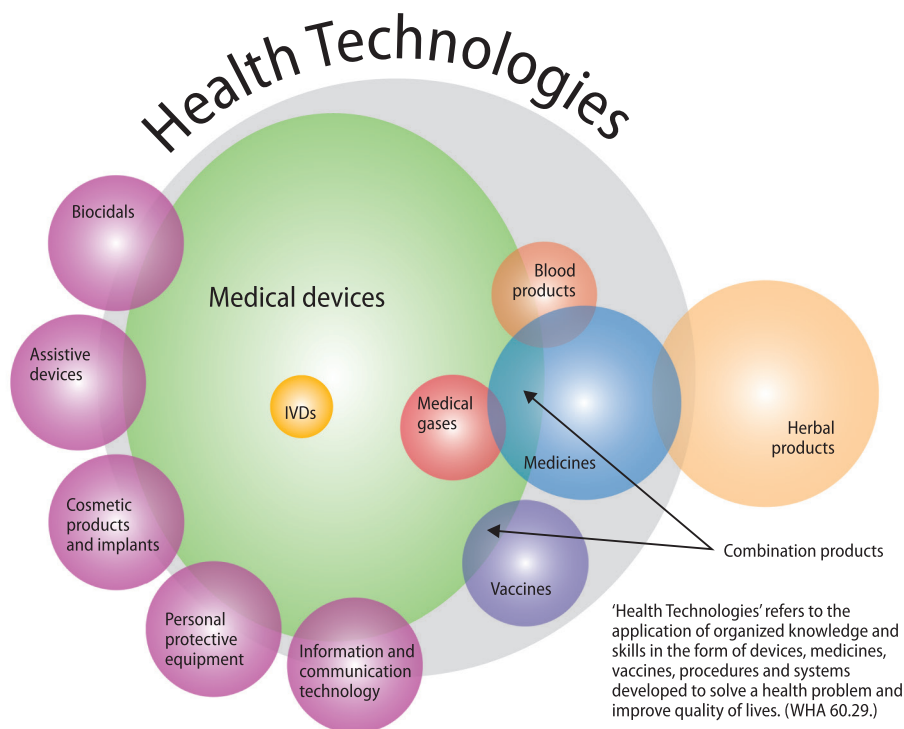 Health Technologies
Biocidals
Blood
products
Medical devices
Assistive
devices
Medical
gases
IVDs
Herbal
products
Medicines
Cosmetic
products
and implants
Combination products
Vaccines
Personal
protective
equipment
Information and
communication
technology
‘Health Technologies’ refers to the
application of organized knowledge and
skills in the form of devices, medicines,
vaccines, procedures and systems
developed to solve a health problem and
improve quality of lives. (WHA 60.29.)